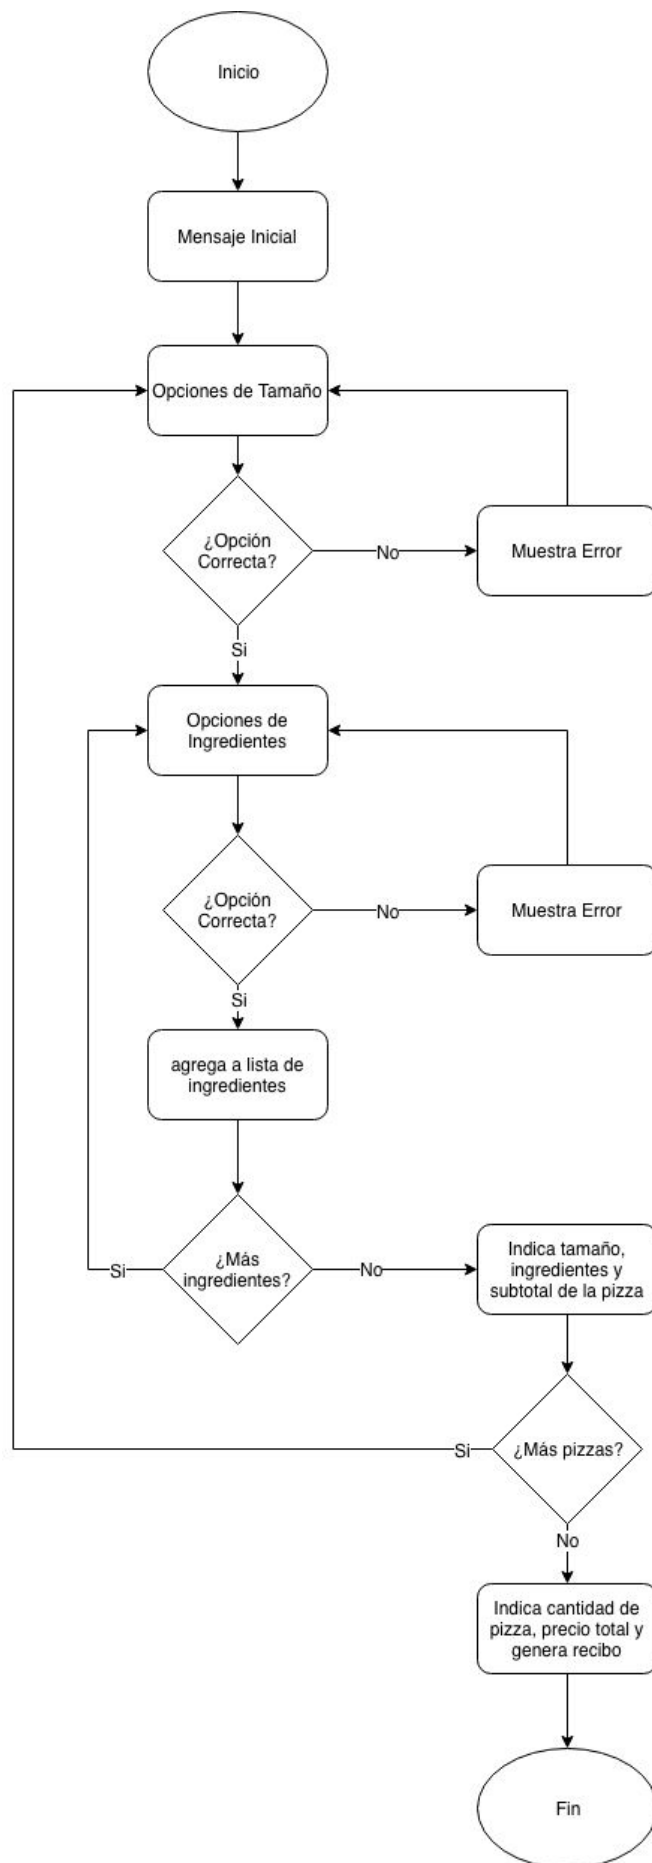 Inicio
Mensaje Inicial
Opciones de Tamaño
¿Opción
Correcta?
No
Muestra Error
Si
Opciones de
Ingredientes
¿Opción
Correcta?
No
Muestra Error
Si
agrega a lista de
ingredientes
¿Más
ingredientes?
Si
No
Indica tamaño,
ingredientes y
subtotal de la pizza
¿Más pizzas?
Si
No
Indica cantidad de
pizza, precio total y
genera recibo
Fin